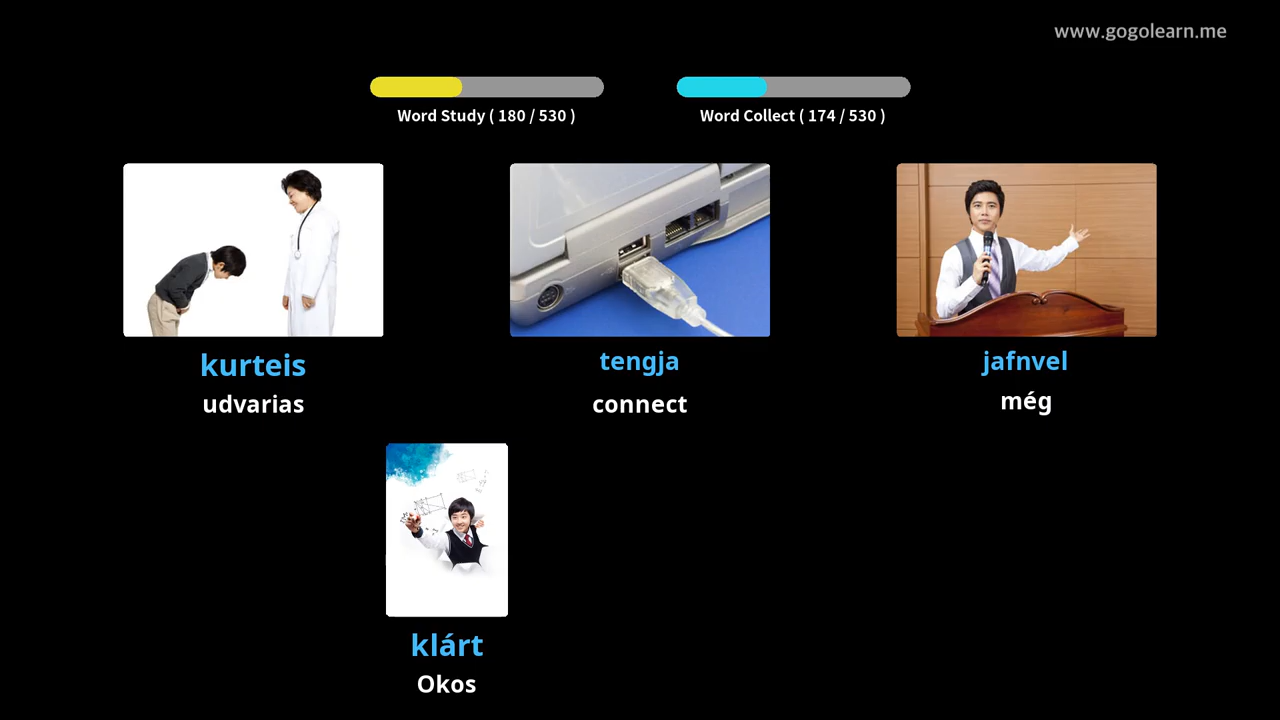 www.gogolearn.me
Word Study ( 180 / 530 )
Word Collect ( 174 / 530 )
kurteis
udvarias
tengja
connect
jafnvel
még
klárt
Okos